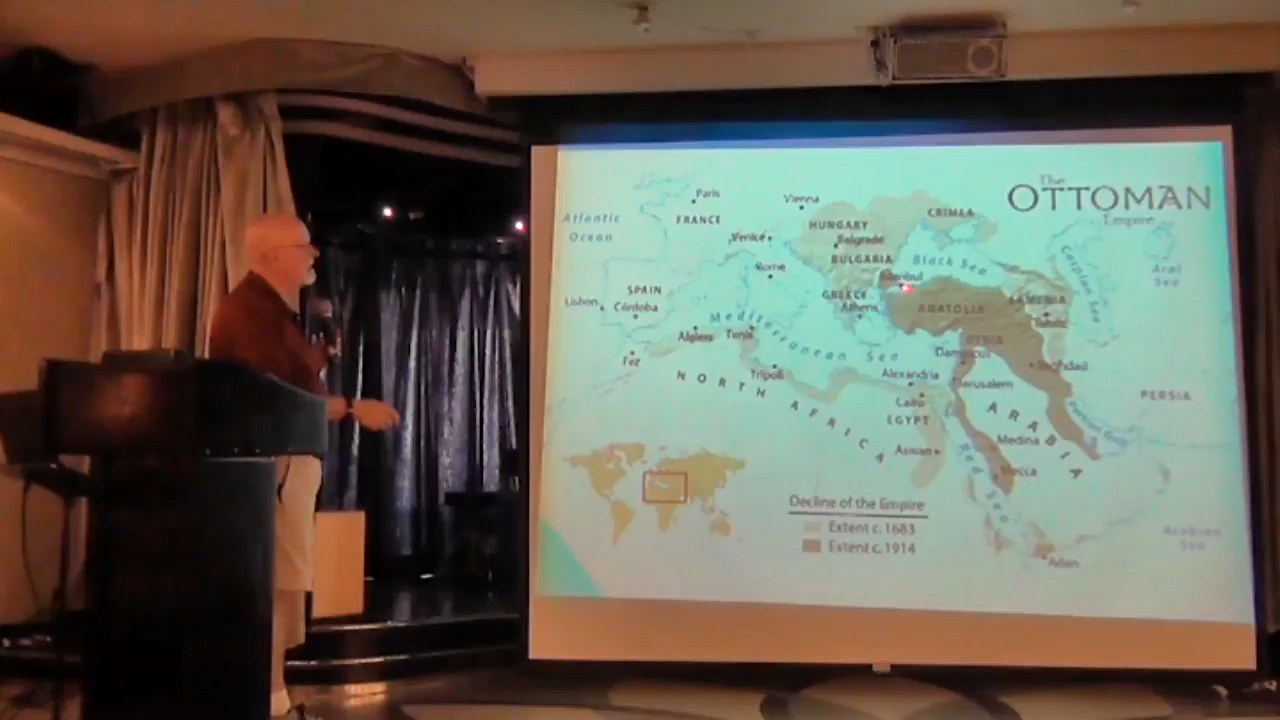 The
OTTOMAN
Empire
Paris
Vienna
Atlantic
Ocean
FRANCE
CRIMEA
HUNGARY
Venice
Belgrade
BULGARIA
Black Sea
Caspian Sea
Aral
Sea
Rome
Istanbul
SPAIN
Lisbon
Córdoba
GREECE
Athens
ANATOLIA
ARMENIA
Tabriz
Mediterranean Sea
Algiers
Tunis
SYRIA
Damascus
Baghdad
Fez
Tripoli
Alexandria
Jerusalem
NORTH AFRICA
Cairo
EGYPT
PERSIA
Persian Gulf
ARABIA
Medina
Aswan
Mecca
Red Sea
Decline of the Empire
Extent c.1683
Extent c.1914
Arabian
Sea
Adan